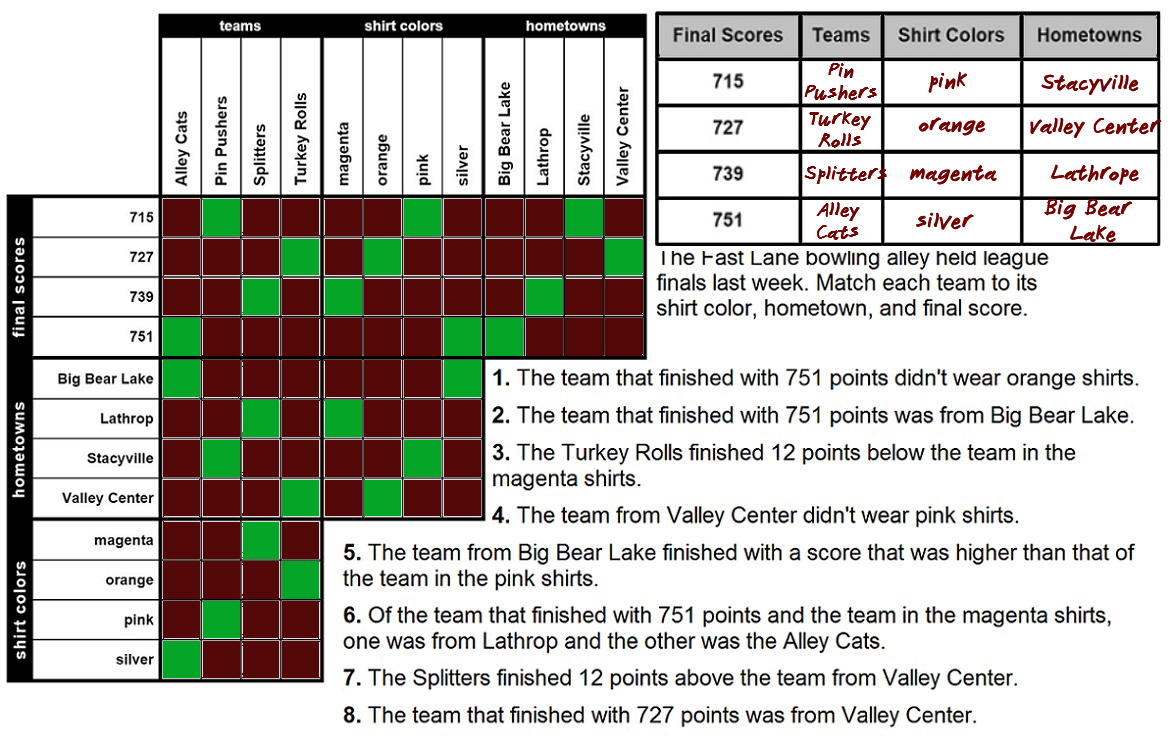 teams shirt colors hometowns
Alley Cats
Pin Pushers
Splitters
Turkey Rolls
magenta
orange
pink
silver
Big Bear Lake
Lathrop
Stacyville
Valley Center
final scores
715
727
739
751
hometowns
Big Bear Lake
Lathrop
Stacyville
Valley Center
shirt colors
magenta
orange
pink
silver
Final Scores Teams Shirt Colors Hometowns
715 Pin Pushers pink Stacyville
727 Turkey Rolls orange Valley Center
739 Splitters magenta Lathrope
751 Alley Cats silver Big Bear Lake
The Fast Lane bowling alley held league
finals last week. Match each team to its
shirt color, hometown, and final score.
1. The team that finished with 751 points didn't wear orange shirts.
2. The team that finished with 751 points was from Big Bear Lake.
3. The Turkey Rolls finished 12 points below the team in the
magenta shirts.
4. The team from Valley Center didn't wear pink shirts.
5. The team from Big Bear Lake finished with a score that was higher than that of
the team in the pink shirts.
6. Of the team that finished with 751 points and the team in the magenta shirts,
one was from Lathrop and the other was the Alley Cats.
7. The Splitters finished 12 points above the team from Valley Center.
8. The team that finished with 727 points was from Valley Center.